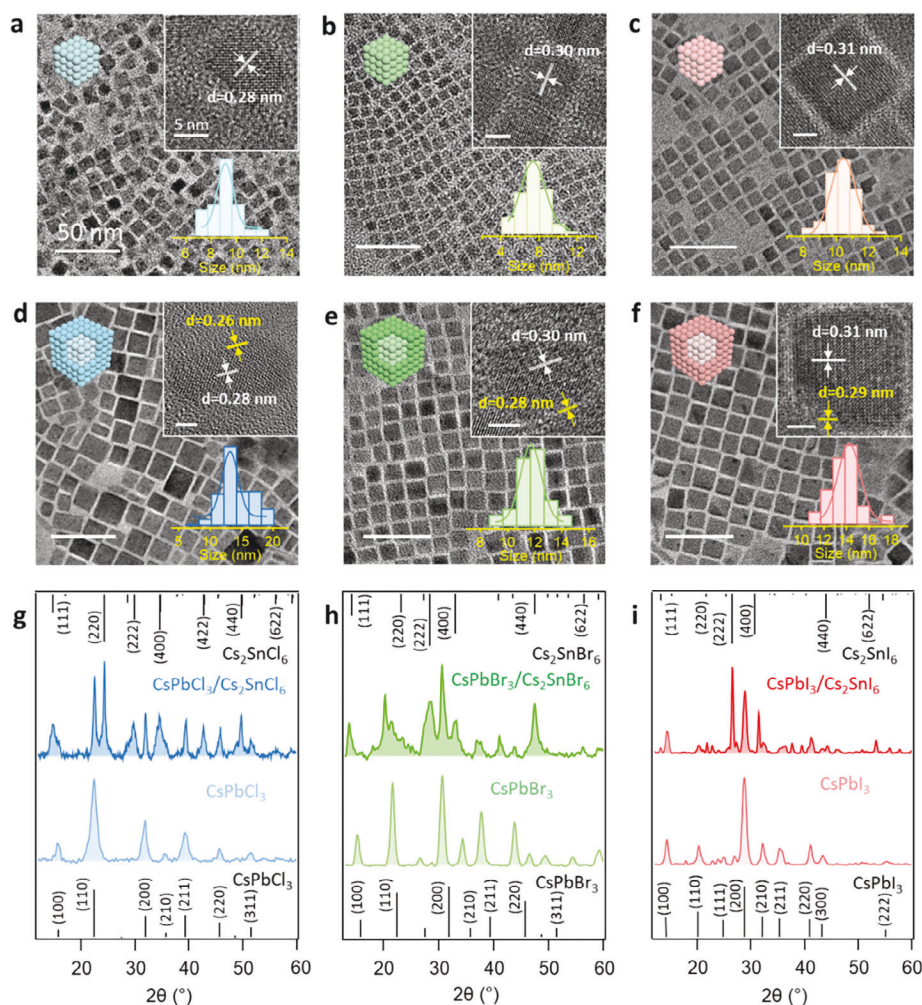 a
d=0.28 nm
5 nm
50 nm
6 8 10 12 14
Size (nm)
b
d=0.30 nm
4 8 12
Size (nm)
c
d=0.31 nm
8 10 12 14
Size (nm)
d
d=0.26 nm
d=0.28 nm
5 10 15 20
Size (nm)
e
d=0.30 nm
d=0.28 nm
8 10 12 14 16
Size (nm)
f
d=0.31 nm
d=0.29 nm
10 12 14 16 18
Size (nm)
g
(111) (220) (222) (400) (422) (440) (622)
Cs₂SnCl₆
CsPbCl₃/Cs₂SnCl₆
CsPbCl₃
CsPbCl₃
(100) (110) (200) (210) (211) (220) (311)
10 20 30 40 50 60
2θ (°)
h
(111) (220) (222) (400) (440) (622)
Cs₂SnBr₆
CsPbBr₃/Cs₂SnBr₆
CsPbBr₃
CsPbBr₃
(100) (110) (200) (210) (211) (220) (311)
20 30 40 50 60
2θ (°)
i
(111) (220) (222) (400) (440) (622)
Cs₂SnI₆
CsPbI₃/Cs₂SnI₆
CsPbI₃
CsPbI₃
(100) (110) (111) (200) (210) (211) (220) (300) (222)
20 30 40 50 60
2θ (°)